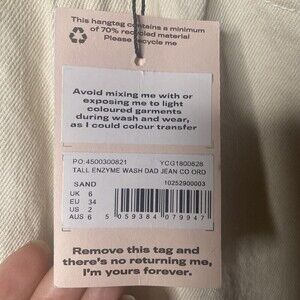 This hangtag contains a minimum
of 70% recycled material
Please recycle me
Avoid mixing me with or
exposing me to light
coloured garments
during wash and wear,
as I could colour transfer
PO:4500300821 YCG1800828
TALL ENZYME WASH DAD JEAN CO ORD
SAND 10252900003
UK 6
EU 34
US 2
AUS 6
5 059384 079947
Remove this tag and
there's no returning me,
I'm yours forever.